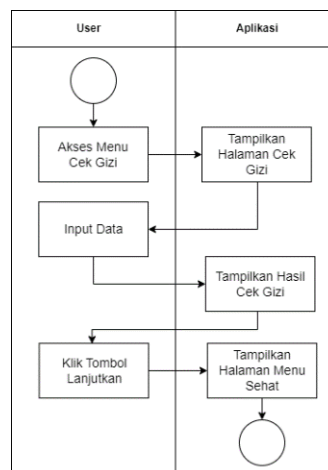 User
Aplikasi
Akses Menu
Cek Gizi
Tampilkan
Halaman Cek
Gizi
Input Data
Tampilkan Hasil
Cek Gizi
Klik Tombol
Lanjutkan
Tampilkan
Halaman Menu
Sehat